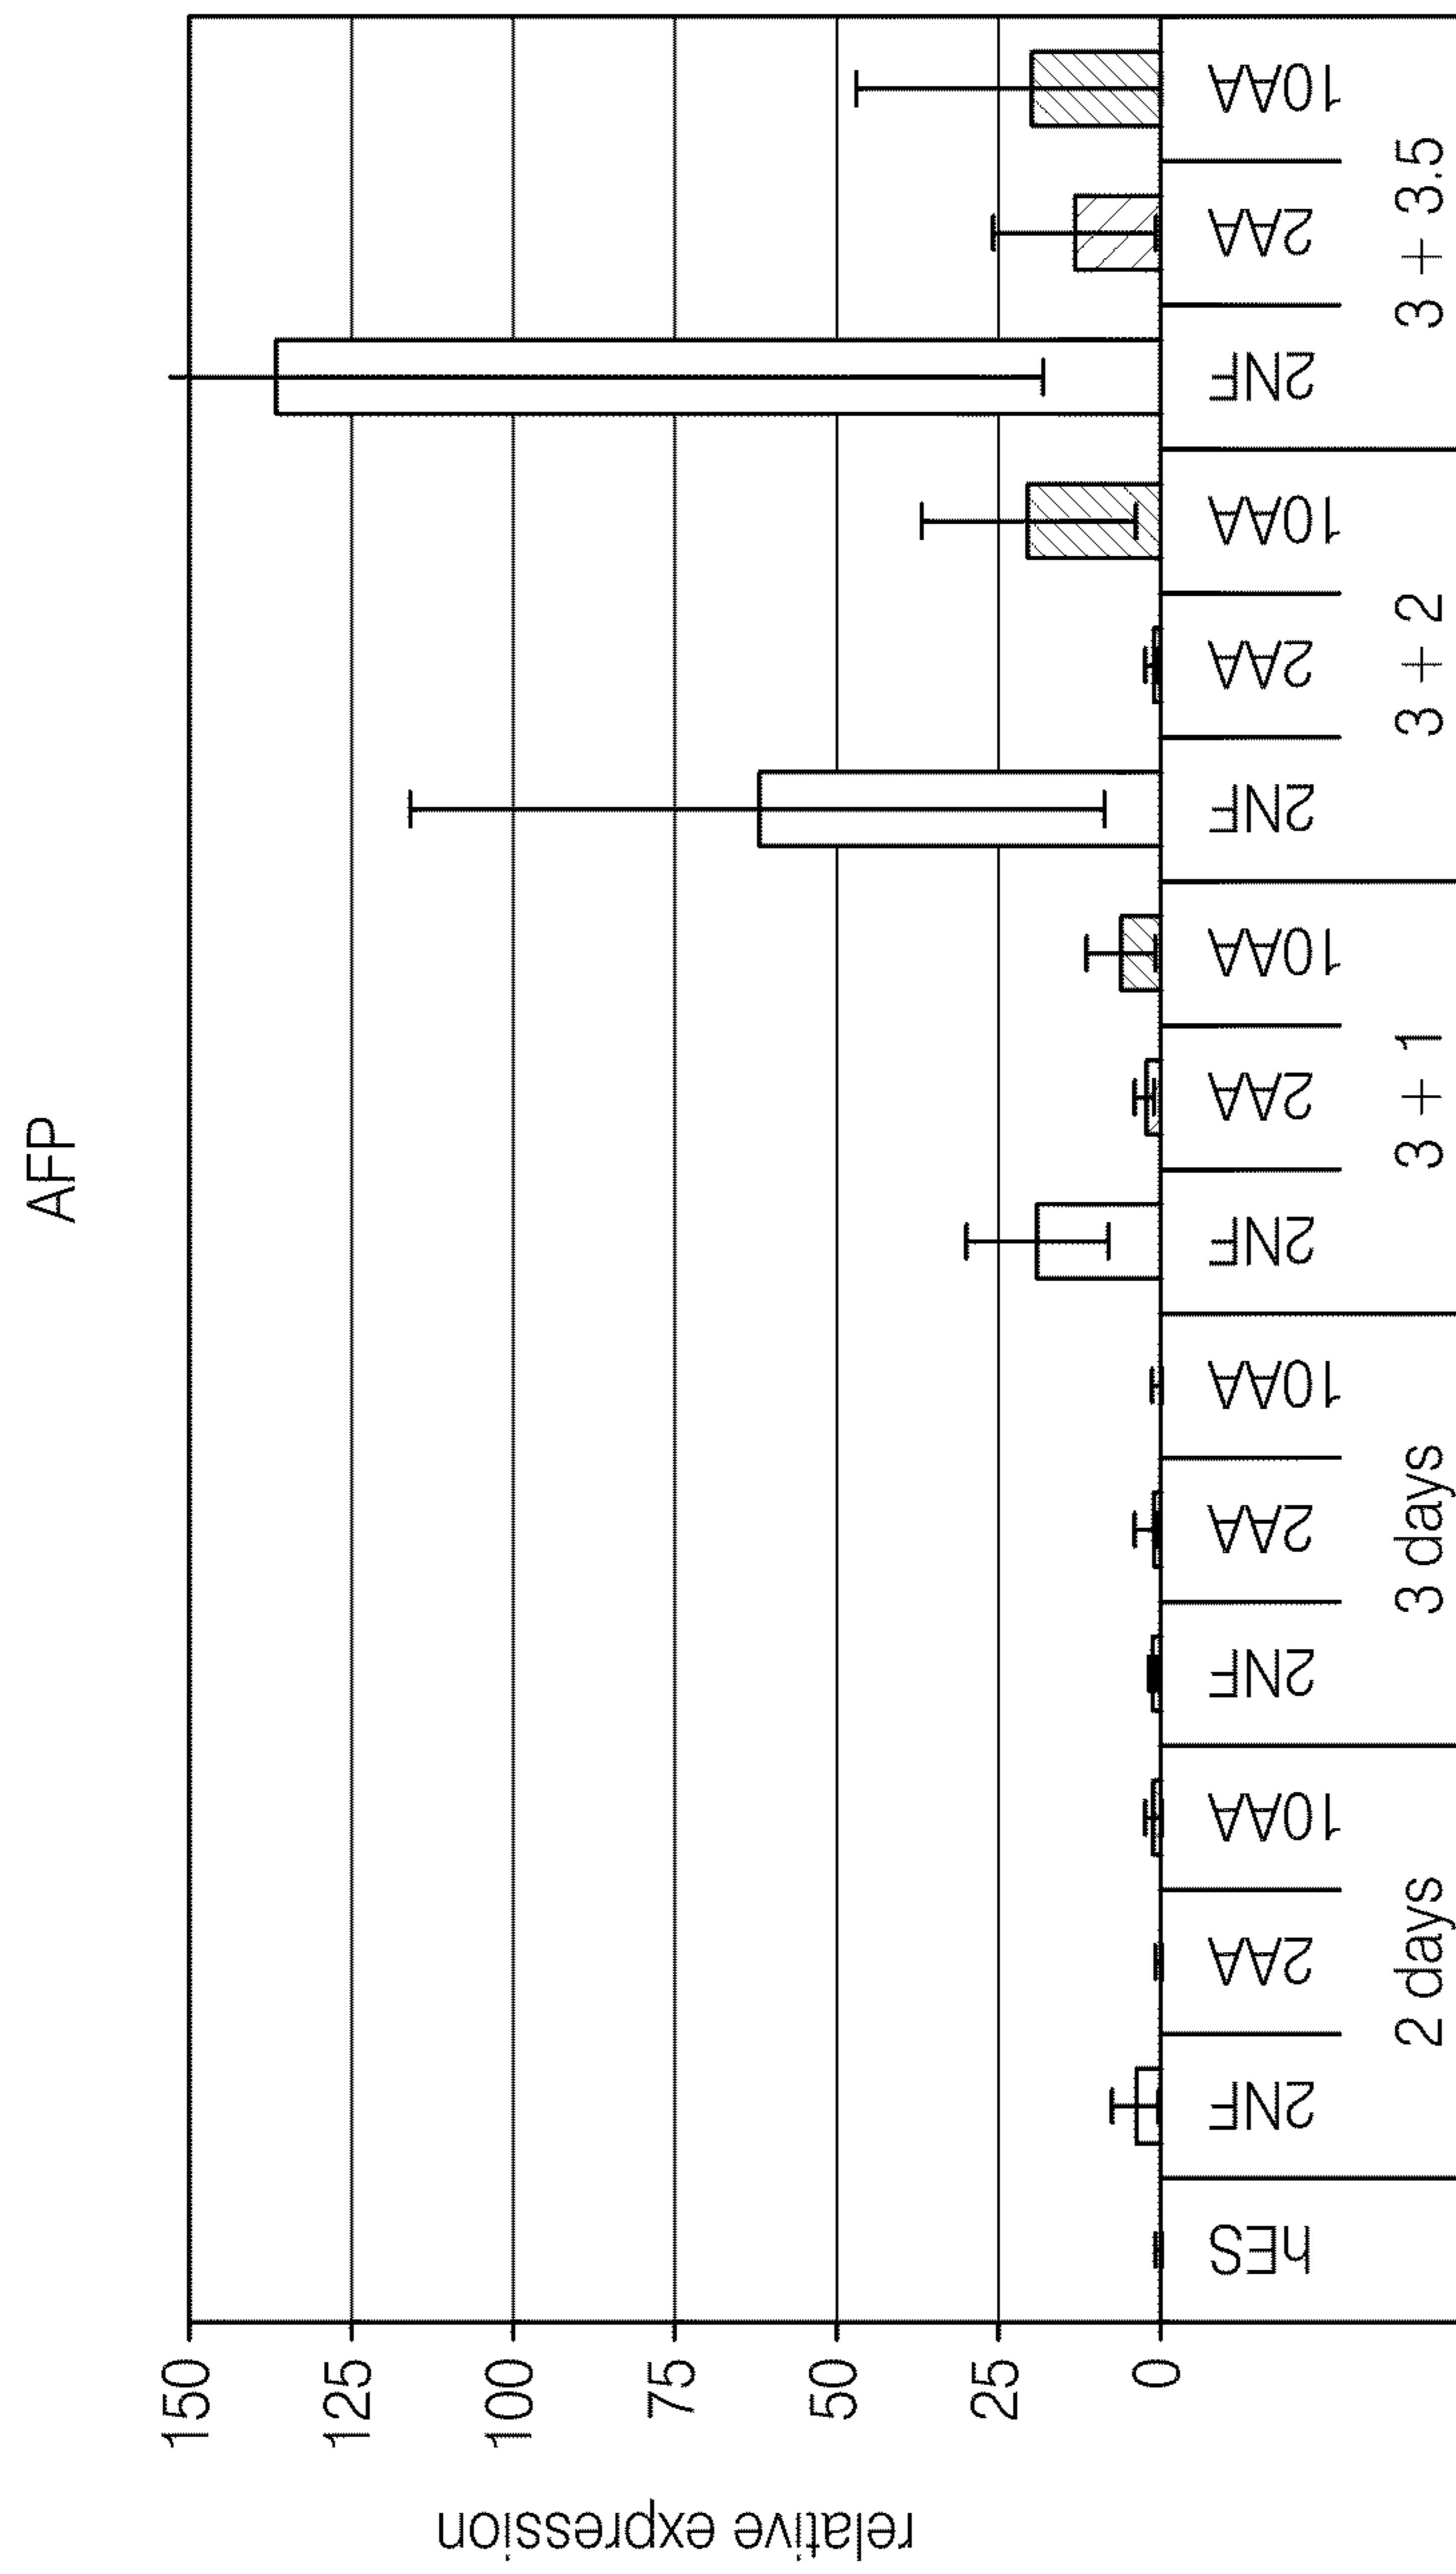 AFP
relative expression
150
125
100
75
50
25
0
hES 2NF 2AA 10AA 2NF 2AA 10AA 2NF 2AA 10AA 2NF 2AA 10AA 2NF 2AA 10AA
2 days 3 days 3 + 1 3 + 2 3 + 3.5